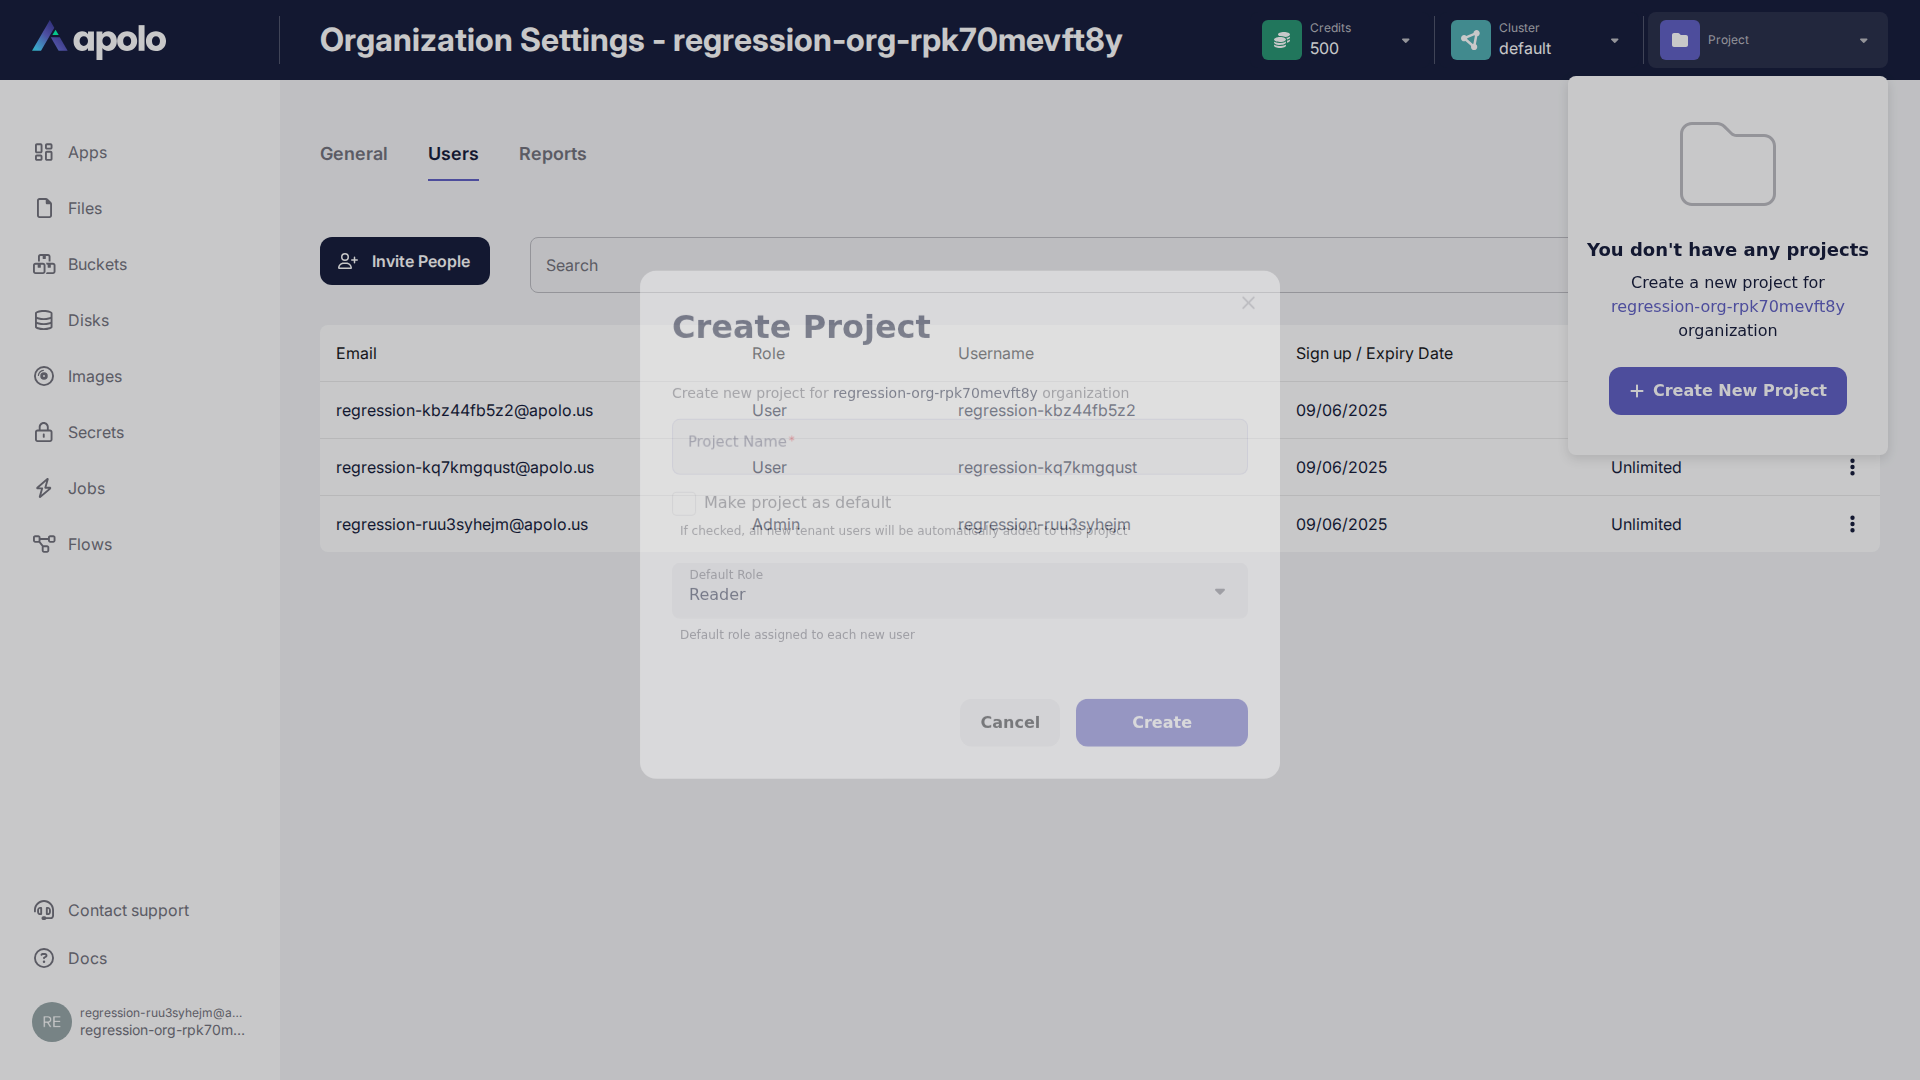 apolo
Organization Settings - regression-org-rpk70mevft8y
Credits
500
Cluster
default
Project
Apps
Files
Buckets
Disks
Images
Secrets
Jobs
Flows
Contact support
Docs
RE
regression-ruu3syhejm@a...
regression-org-rpk70m...
General Users Reports
Invite People
Search
Email Role Username Sign up / Expiry Date
regression-kbz44fb5z2@apolo.us User regression-kbz44fb5z2 09/06/2025
regression-kq7kmgqust@apolo.us User regression-kq7kmgqust 09/06/2025 Unlimited
regression-ruu3syhejm@apolo.us Admin regression-ruu3syhejm 09/06/2025 Unlimited
You don't have any projects
Create a new project for
regression-org-rpk70mevft8y
organization
+ Create New Project
Create Project
Create new project for regression-org-rpk70mevft8y organization
Project Name*
Make project as default
If checked, all new tenant users will be automatically added to this project
Default Role
Reader
Default role assigned to each new user
Cancel
Create